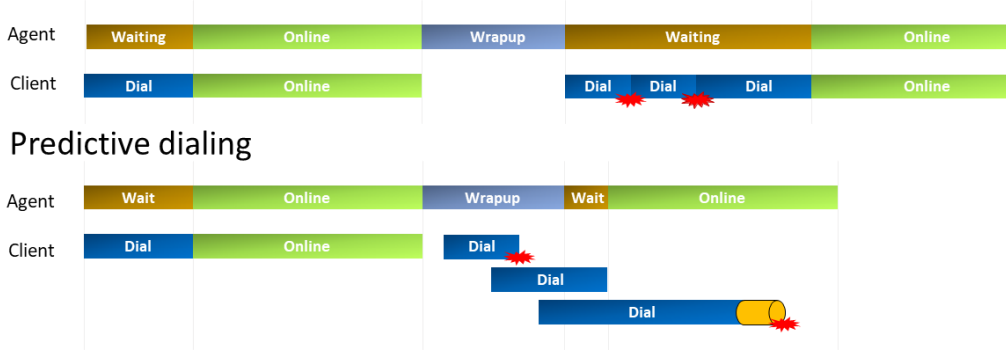 Agent Waiting Online Wrapup Waiting Online
Client Dial Online Dial Dial Dial Online
Predictive dialing
Agent Wait Online Wrapup Wait Online
Client Dial Online Dial
Dial
Dial